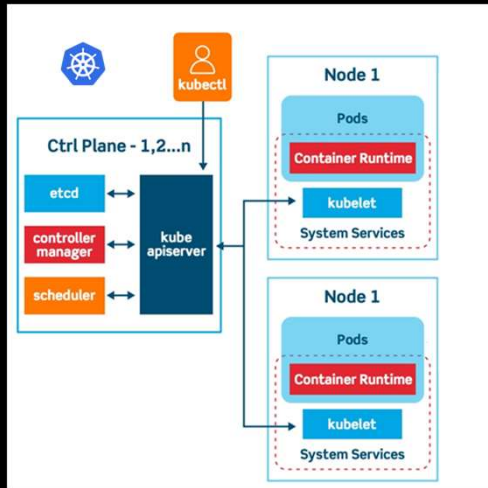 kubectl
Ctrl Plane - 1,2...n
etcd
controller
manager
scheduler
kube
apiserver
Node 1
Pods
Container Runtime
kubelet
System Services
Node 1
Pods
Container Runtime
kubelet
System Services